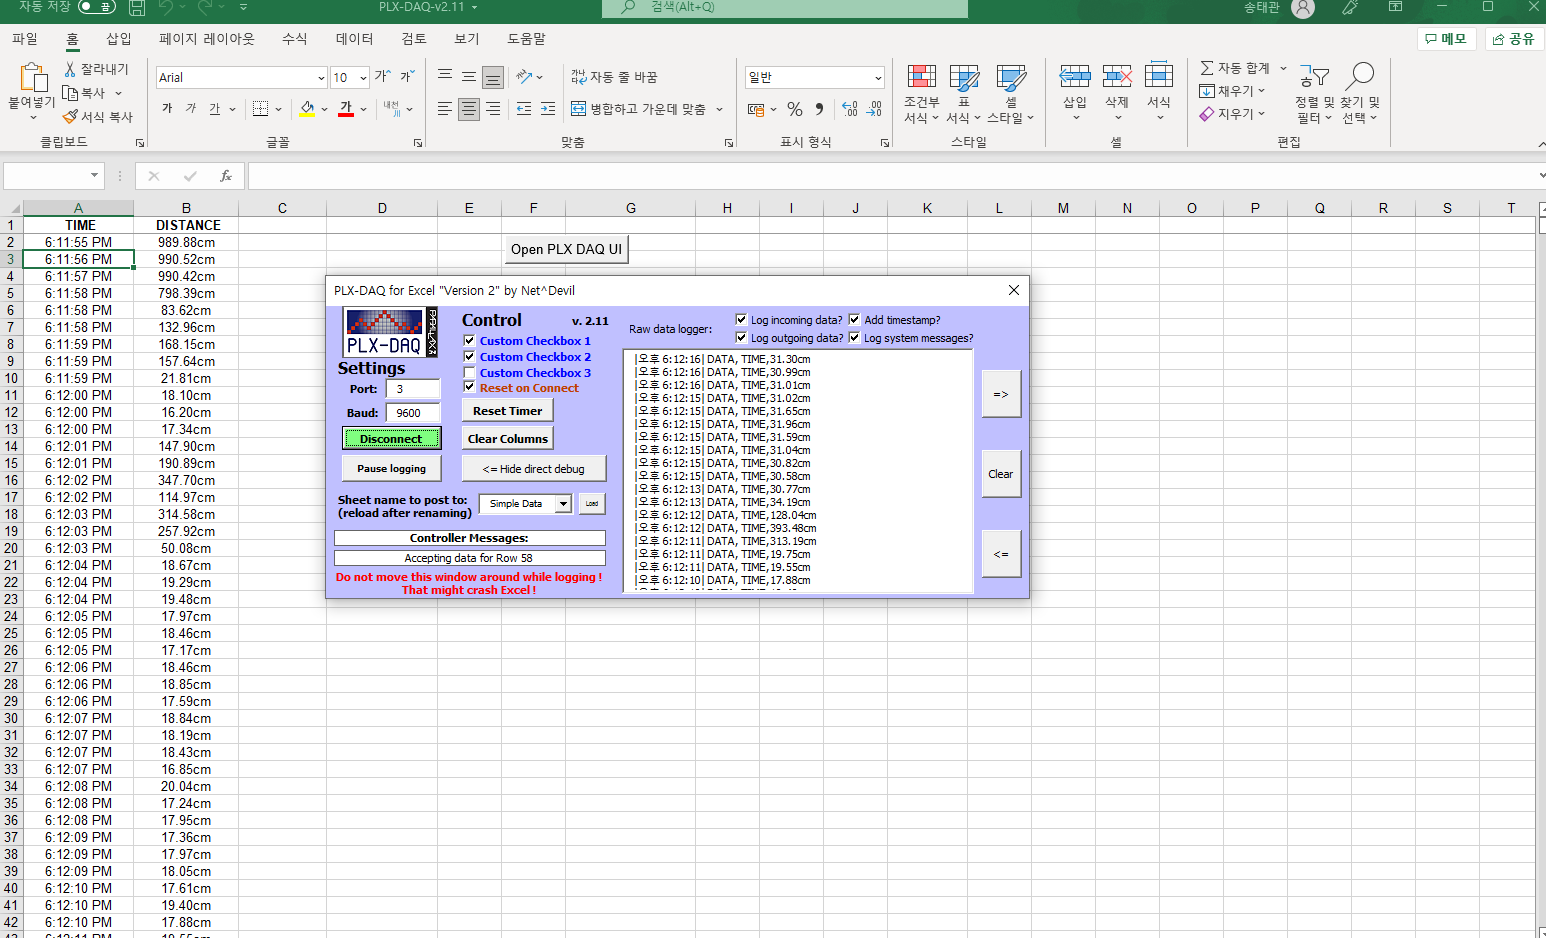 자동 저장 끔 PLX-DAQ-v2.11 검색(Alt+Q) 송태관
파일 홈 삽입 페이지 레이아웃 수식 데이터 검토 보기 도움말 메모 공유
붙여넣기 잘라내기 복사 서식 복사 클립보드
Arial 10 가 가 가 가 가 가 내천 글꼴
자동 줄 바꿈 병합하고 가운데 맞춤 맞춤
일반 % 표시 형식
조건부 서식 표 서식 셀 스타일 스타일
삽입 삭제 서식 셀
자동 합계 채우기 지우기 정렬 및 필터 찾기 및 선택 편집
fx
A B C D E F G H I J K L M N O P Q R S T
1 TIME DISTANCE
2 6:11:55 PM 989.88cm
3 6:11:56 PM 990.52cm
4 6:11:57 PM 990.42cm
5 6:11:58 PM 798.39cm
6 6:11:58 PM 83.62cm
7 6:11:58 PM 132.96cm
8 6:11:59 PM 168.15cm
9 6:11:59 PM 157.64cm
10 6:11:59 PM 21.81cm
11 6:12:00 PM 18.10cm
12 6:12:00 PM 16.20cm
13 6:12:00 PM 17.34cm
14 6:12:01 PM 147.90cm
15 6:12:01 PM 190.89cm
16 6:12:02 PM 347.70cm
17 6:12:02 PM 114.97cm
18 6:12:03 PM 314.58cm
19 6:12:03 PM 257.92cm
20 6:12:03 PM 50.08cm
21 6:12:04 PM 18.67cm
22 6:12:04 PM 19.29cm
23 6:12:04 PM 19.48cm
24 6:12:05 PM 17.97cm
25 6:12:05 PM 18.46cm
26 6:12:05 PM 17.17cm
27 6:12:06 PM 18.46cm
28 6:12:06 PM 18.85cm
29 6:12:06 PM 17.59cm
30 6:12:07 PM 18.84cm
31 6:12:07 PM 18.19cm
32 6:12:07 PM 18.43cm
33 6:12:07 PM 16.85cm
34 6:12:08 PM 20.04cm
35 6:12:08 PM 17.24cm
36 6:12:08 PM 17.95cm
37 6:12:09 PM 17.36cm
38 6:12:09 PM 17.97cm
39 6:12:09 PM 18.05cm
40 6:12:10 PM 17.61cm
41 6:12:10 PM 19.40cm
42 6:12:10 PM 17.88cm
Open PLX DAQ UI
PLX-DAQ for Excel "Version 2" by Net^Devil
PLX-DAQ PARALLAX
Control v. 2.11
Custom Checkbox 1
Custom Checkbox 2
Custom Checkbox 3
Reset on Connect
Settings
Port: 3
Baud: 9600
Reset Timer
Disconnect Clear Columns
Pause logging <= Hide direct debug
Sheet name to post to:
(reload after renaming) Simple Data Load
Controller Messages:
Accepting data for Row 58
Do not move this window around while logging !
That might crash Excel !
Raw data logger:
Log incoming data? Add timestamp?
Log outgoing data? Log system messages?
|오후 6:12:16| DATA, TIME,31.30cm
|오후 6:12:16| DATA, TIME,30.99cm
|오후 6:12:16| DATA, TIME,31.01cm
|오후 6:12:15| DATA, TIME,31.02cm
|오후 6:12:15| DATA, TIME,31.65cm
|오후 6:12:15| DATA, TIME,31.96cm
|오후 6:12:15| DATA, TIME,31.59cm
|오후 6:12:15| DATA, TIME,31.04cm
|오후 6:12:15| DATA, TIME,30.82cm
|오후 6:12:15| DATA, TIME,30.58cm
|오후 6:12:13| DATA, TIME,30.77cm
|오후 6:12:13| DATA, TIME,34.19cm
|오후 6:12:12| DATA, TIME,128.04cm
|오후 6:12:12| DATA, TIME,393.48cm
|오후 6:12:11| DATA, TIME,313.19cm
|오후 6:12:11| DATA, TIME,19.75cm
|오후 6:12:11| DATA, TIME,19.55cm
|오후 6:12:10| DATA, TIME,17.88cm
=>
Clear
<=